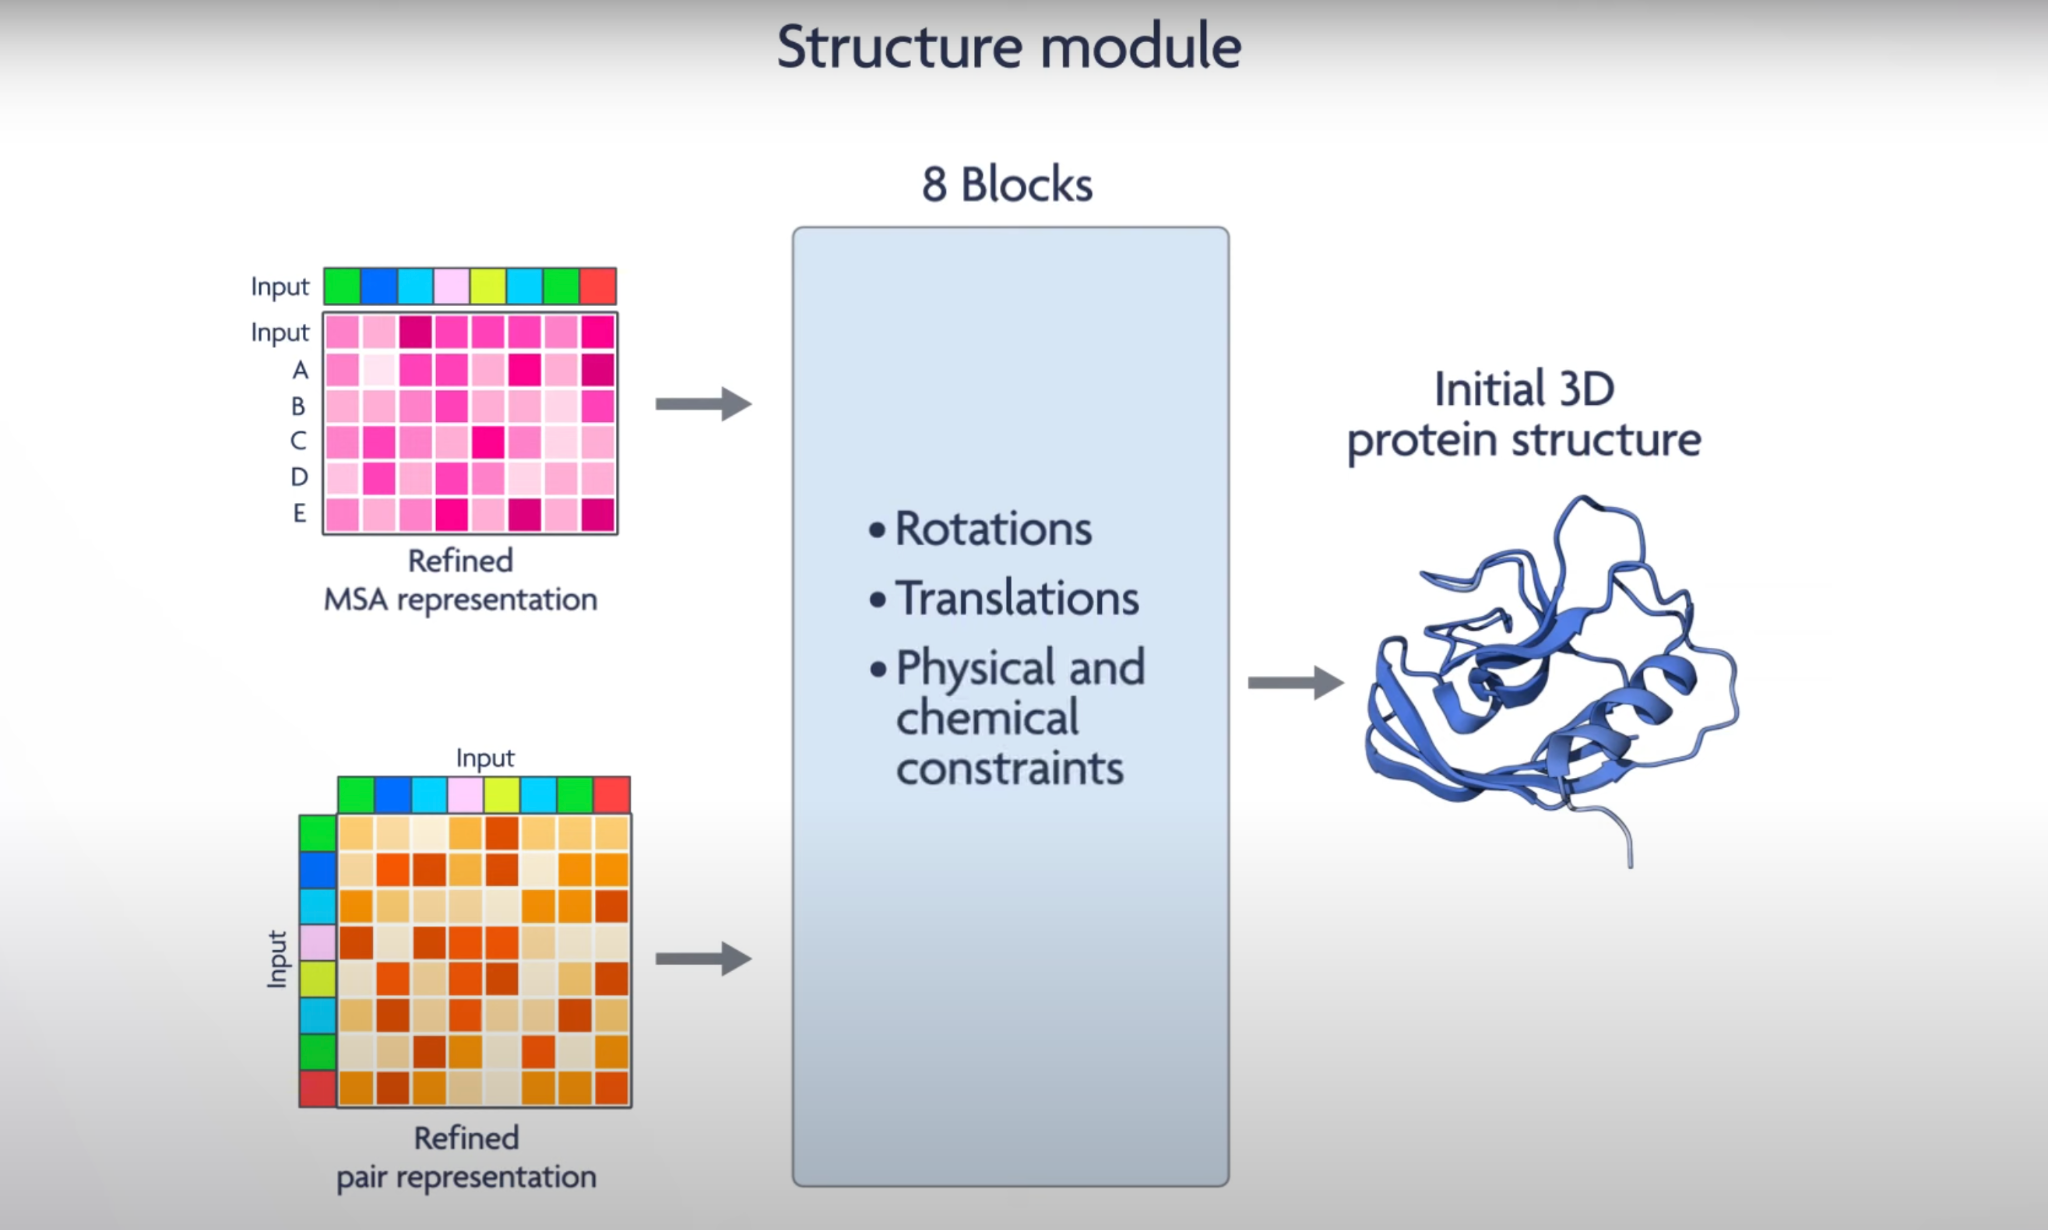 Structure module
8 Blocks
Input
Input
A
B
C
D
E
Refined
MSA representation
Input
Input
Refined
pair representation
• Rotations
• Translations
• Physical and
chemical
constraints
Initial 3D
protein structure